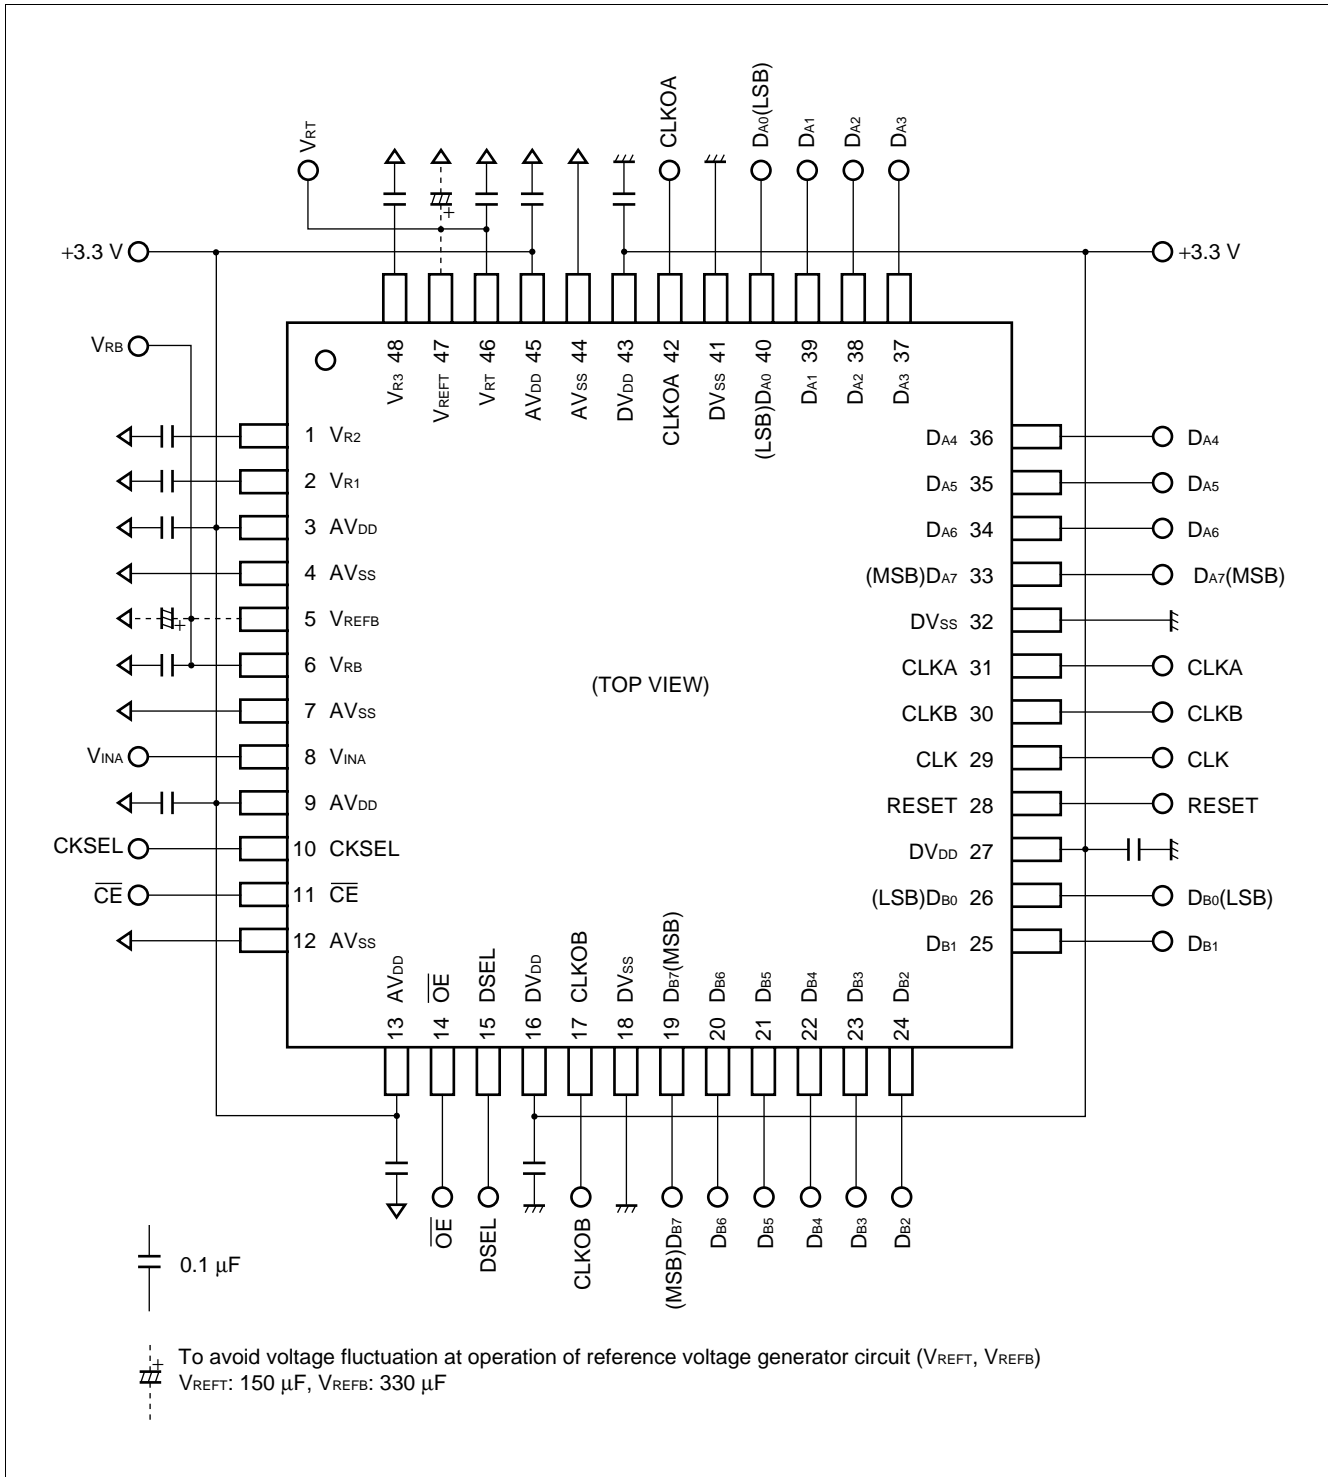 VRT
CLKOA
DA0(LSB)
DA1
DA2
DA3
+
+3.3 V
+3.3 V
VRB
48 VR3
47 VREFT
46 VRT
45 AVDD
44 AVSS
43 DVDD
42 CLKOA
41 DVSS
40 (LSB)DA0
39 DA1
38 DA2
37 DA3
1 VR2
2 VR1
3 AVDD
4 AVSS
+
5 VREFB
6 VRB
7 AVSS
VINA
8 VINA
9 AVDD
CKSEL
10 CKSEL
C̅E̅
11 C̅E̅
12 AVSS
(TOP VIEW)
DA4 36
DA4
DA5 35
DA5
DA6 34
DA6
(MSB)DA7 33
DA7(MSB)
DVSS 32
CLKA 31
CLKA
CLKB 30
CLKB
CLK 29
CLK
RESET 28
RESET
DVDD 27
(LSB)DB0 26
DB0(LSB)
DB1 25
DB1
13 AVDD
14 O̅E̅
15 DSEL
16 DVDD
17 CLKOB
18 DVSS
19 DB7(MSB)
20 DB6
21 DB5
22 DB4
23 DB3
24 DB2
O̅E̅
DSEL
CLKOB
(MSB)DB7
DB6
DB5
DB4
DB3
DB2
0.1 µF
+
To avoid voltage fluctuation at operation of reference voltage generator circuit (VREFT, VREFB)
VREFT: 150 µF, VREFB: 330 µF